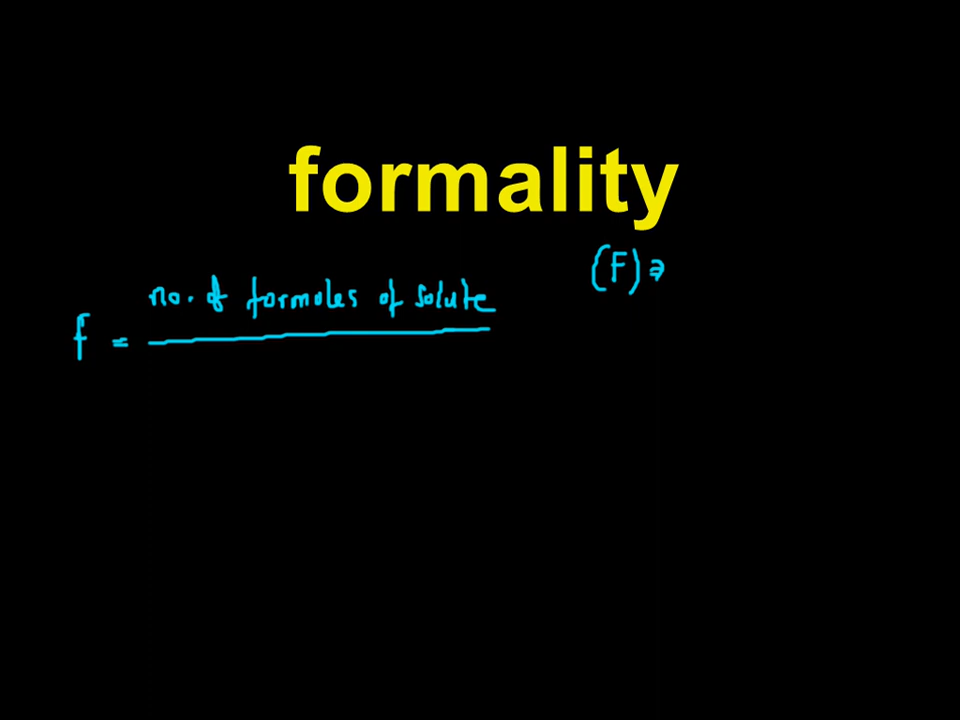 formality
(F) ⇒
no. of formoles of solute
f =